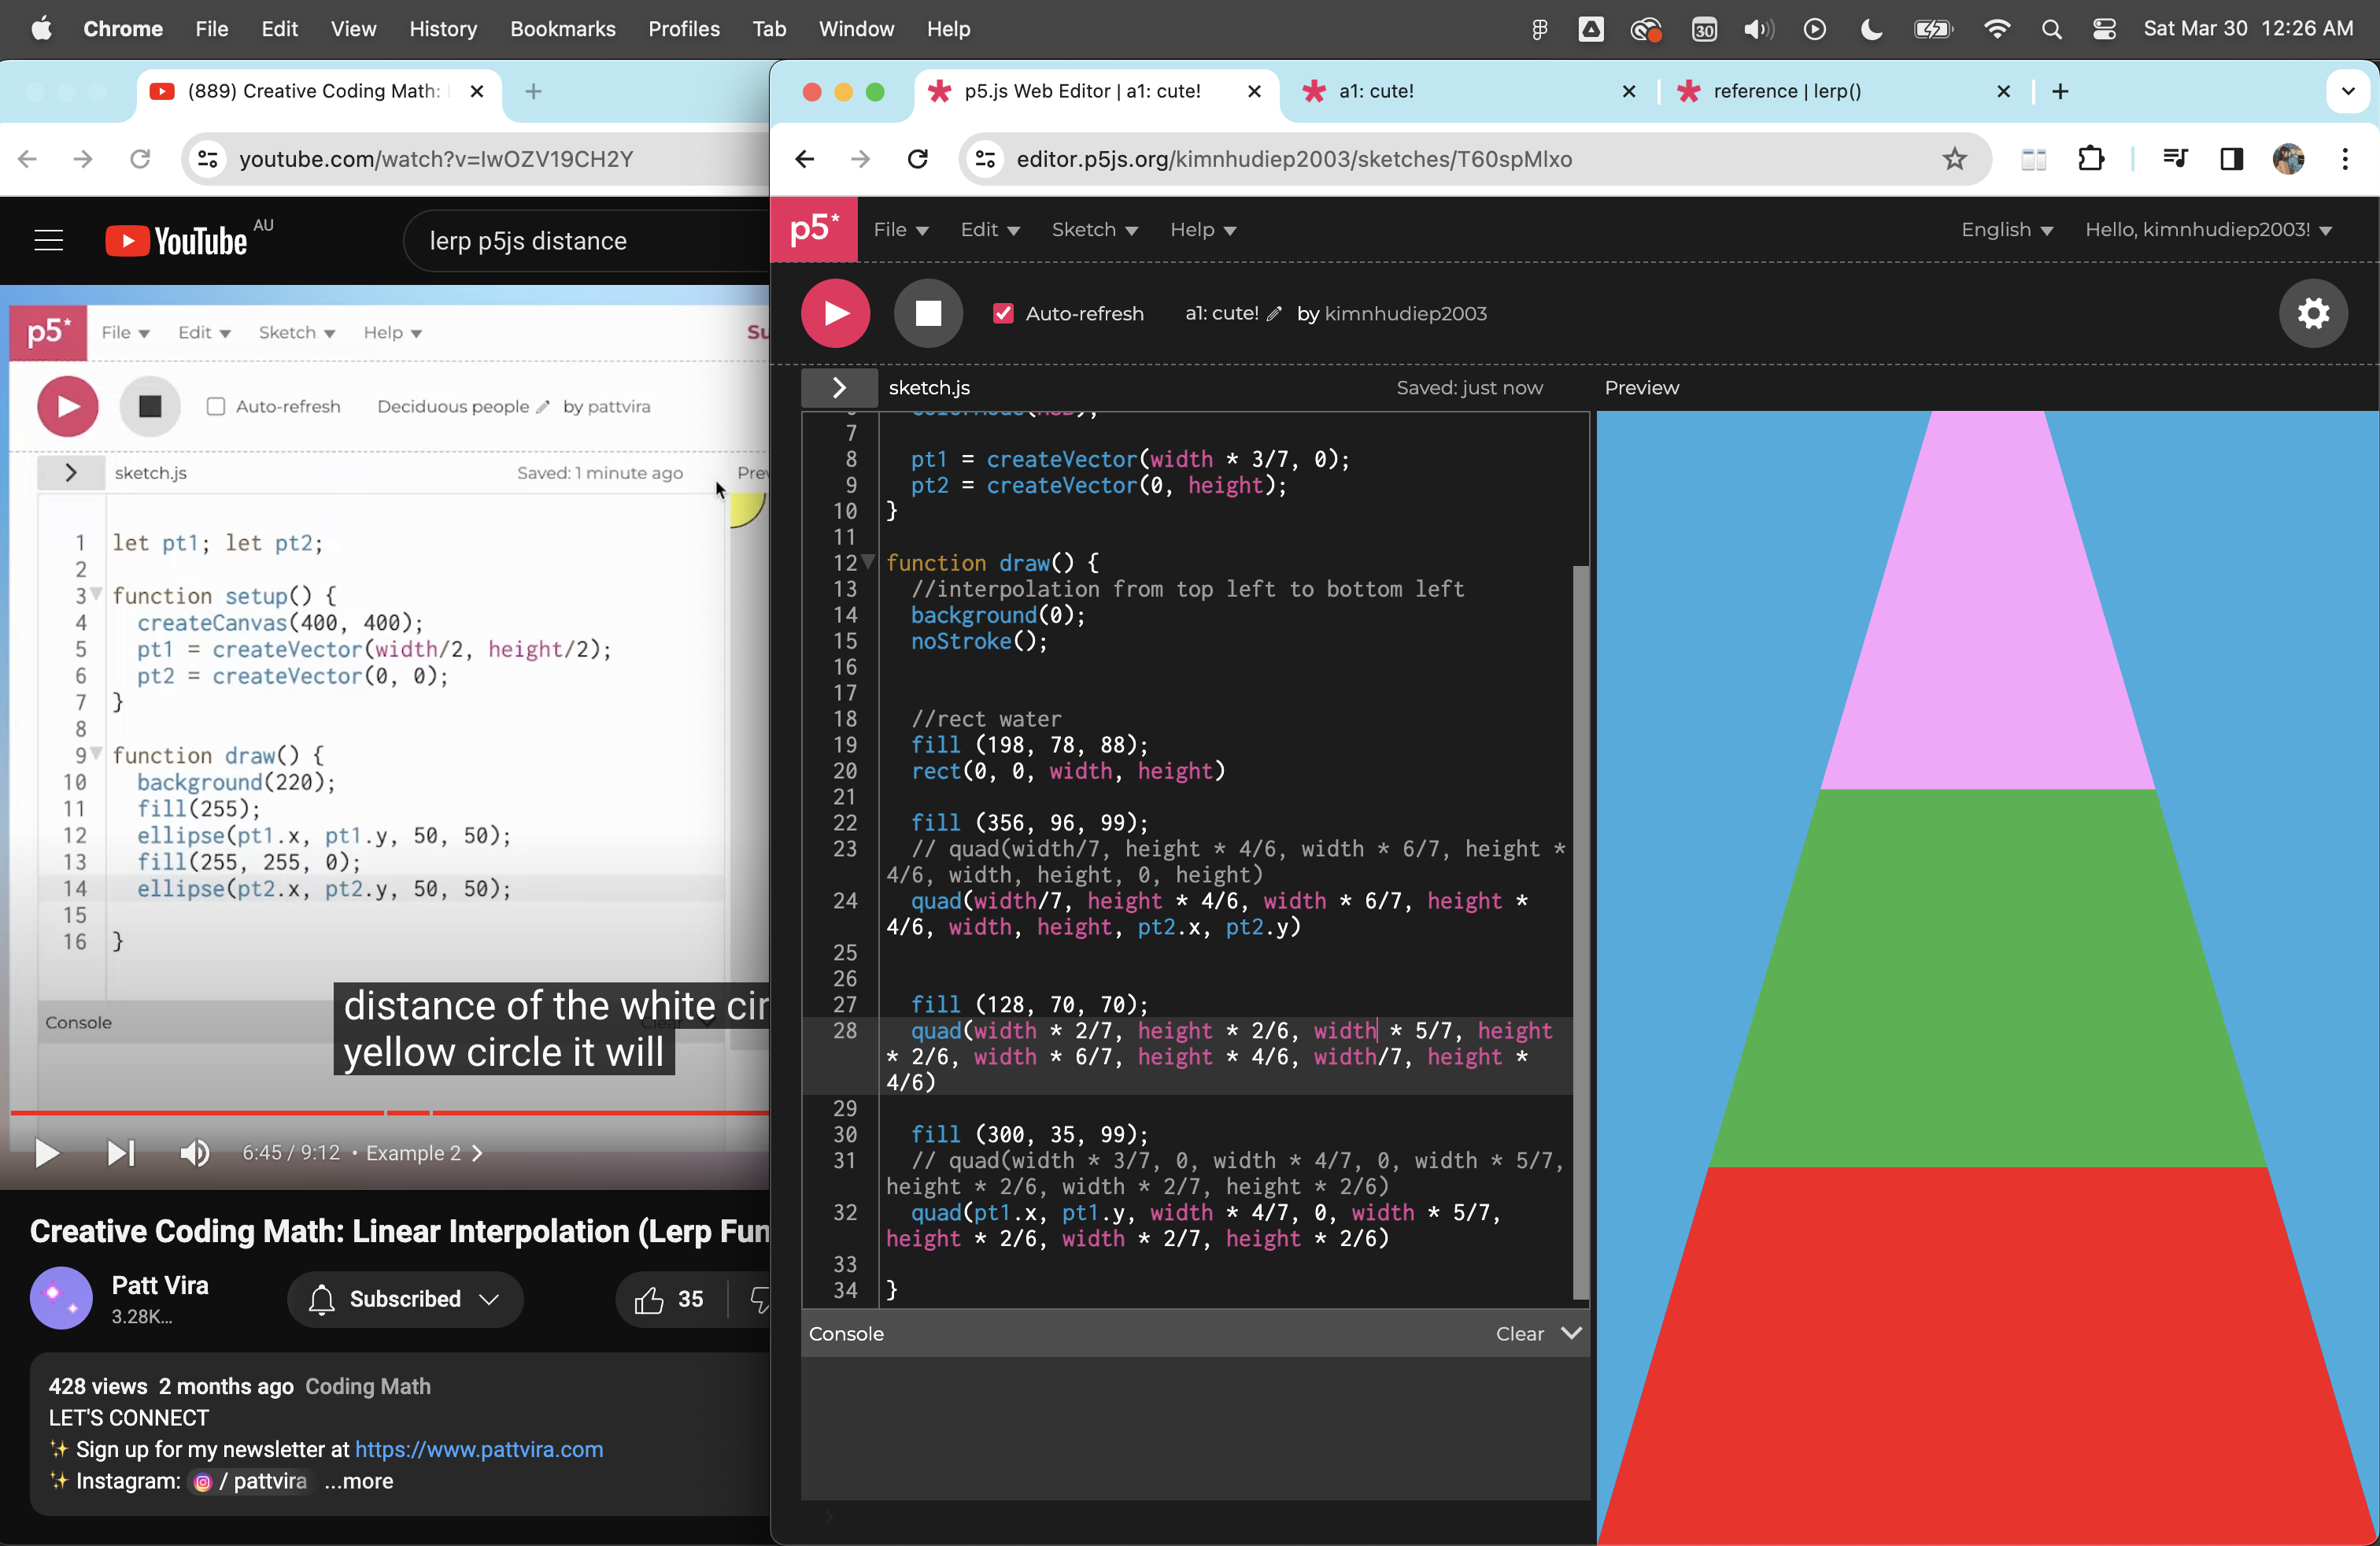 Chrome File Edit View History Bookmarks Profiles Tab Window Help 30 Sat Mar 30 12:26 AM
(889) Creative Coding Math:
youtube.com/watch?v=IwOZV19CH2Y
YouTube AU
lerp p5js distance
p5* File Edit Sketch Help Su
Auto-refresh Deciduous people by pattvira
sketch.js Saved: 1 minute ago Prev
1 let pt1; let pt2;
2
3 function setup() {
4 createCanvas(400, 400);
5 pt1 = createVector(width/2, height/2);
6 pt2 = createVector(0, 0);
7 }
8
9 function draw() {
10 background(220);
11 fill(255);
12 ellipse(pt1.x, pt1.y, 50, 50);
13 fill(255, 255, 0);
14 ellipse(pt2.x, pt2.y, 50, 50);
15
16 }
Console Clear
distance of the white cir
yellow circle it will
6:45 / 9:12 • Example 2
Creative Coding Math: Linear Interpolation (Lerp Fun
Patt Vira
3.28K...
Subscribed
35
428 views 2 months ago Coding Math
LET'S CONNECT
✨ Sign up for my newsletter at https://www.pattvira.com
✨ Instagram: / pattvira ...more
p5.js Web Editor | a1: cute! a1: cute! reference | lerp()
editor.p5js.org/kimnhudiep2003/sketches/T60spMlxo
p5* File Edit Sketch Help English Hello, kimnhudiep2003!
Auto-refresh a1: cute! by kimnhudiep2003
sketch.js Saved: just now Preview
7
8 pt1 = createVector(width * 3/7, 0);
9 pt2 = createVector(0, height);
10 }
11
12 function draw() {
13 //interpolation from top left to bottom left
14 background(0);
15 noStroke();
16
17
18 //rect water
19 fill (198, 78, 88);
20 rect(0, 0, width, height)
21
22 fill (356, 96, 99);
23 // quad(width/7, height * 4/6, width * 6/7, height *
4/6, width, height, 0, height)
24 quad(width/7, height * 4/6, width * 6/7, height *
4/6, width, height, pt2.x, pt2.y)
25
26
27 fill (128, 70, 70);
28 quad(width * 2/7, height * 2/6, width * 5/7, height
* 2/6, width * 6/7, height * 4/6, width/7, height *
4/6)
29
30 fill (300, 35, 99);
31 // quad(width * 3/7, 0, width * 4/7, 0, width * 5/7,
height * 2/6, width * 2/7, height * 2/6)
32 quad(pt1.x, pt1.y, width * 4/7, 0, width * 5/7,
height * 2/6, width * 2/7, height * 2/6)
33
34 }
Console Clear